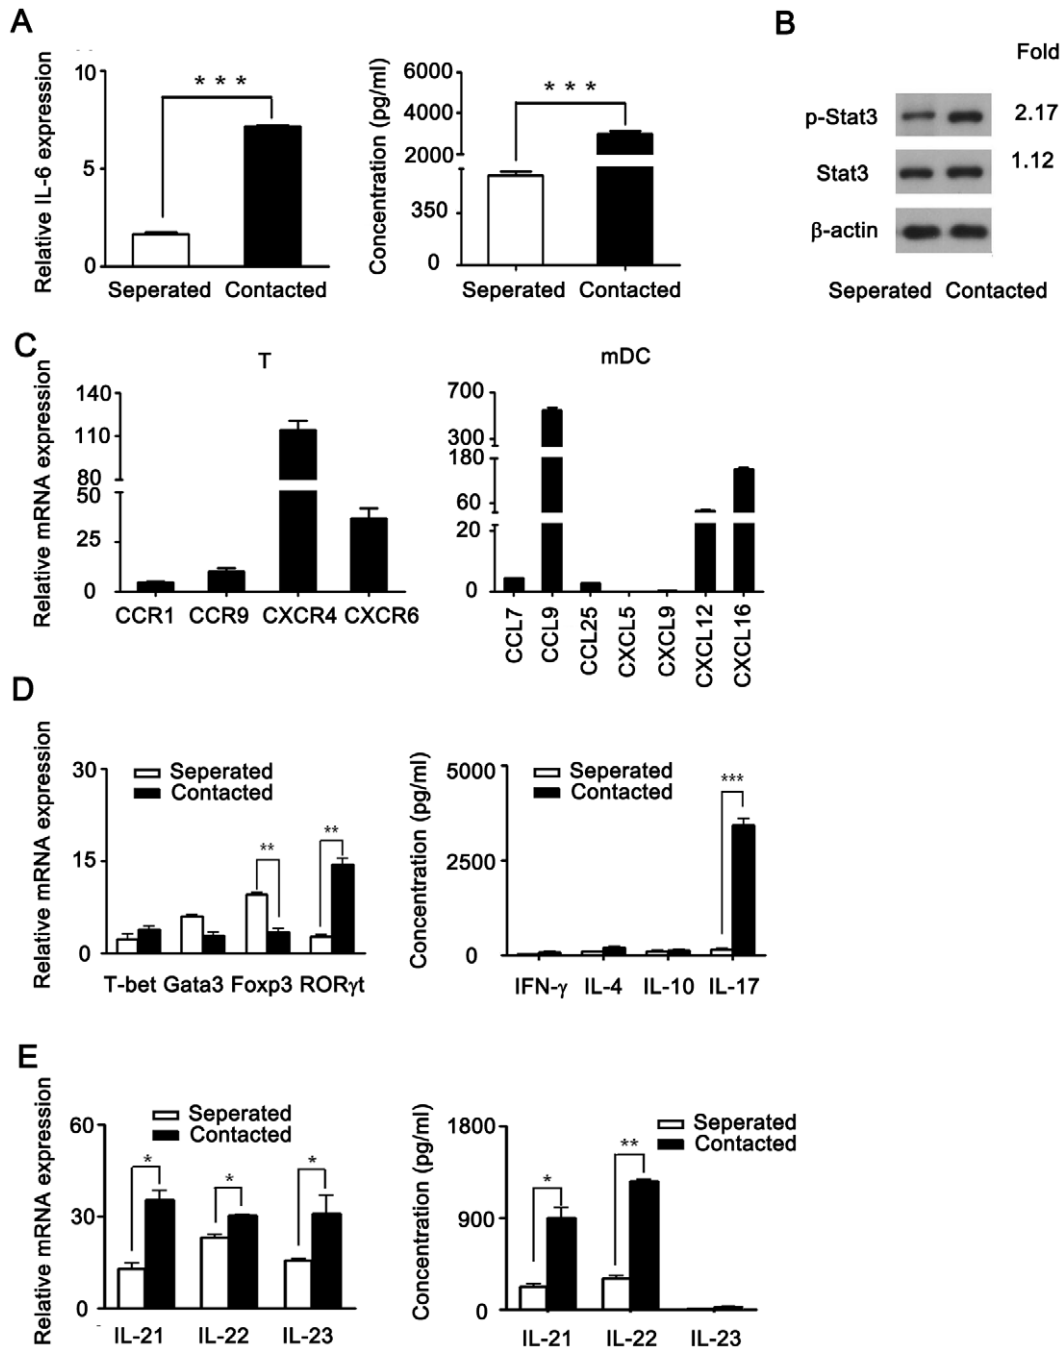 A
Relative IL-6 expression
10
5
0
* * *
Seperated Contacted
Concentration (pg/ml)
6000
4000
2000
350
0
* * *
Seperated Contacted
B
Fold
p-Stat3 2.17
Stat3 1.12
β-actin
Seperated Contacted
C
T
Relative mRNA expression
140
110
80
50
25
0
CCR1 CCR9 CXCR4 CXCR6
mDC
700
300
180
60
20
0
CCL7
CCL9
CCL25
CXCL5
CXCL9
CXCL12
CXCL16
D
Relative mRNA expression
30
15
0
Seperated
Contacted
**
**
T-bet Gata3 Foxp3 RORγt
Concentration (pg/ml)
5000
2500
0
Seperated
Contacted
***
IFN-γ IL-4 IL-10 IL-17
E
Relative mRNA expression
60
30
0
Seperated
Contacted
*
*
*
IL-21 IL-22 IL-23
Concentration (pg/ml)
1800
900
0
Seperated
Contacted
*
**
IL-21 IL-22 IL-23